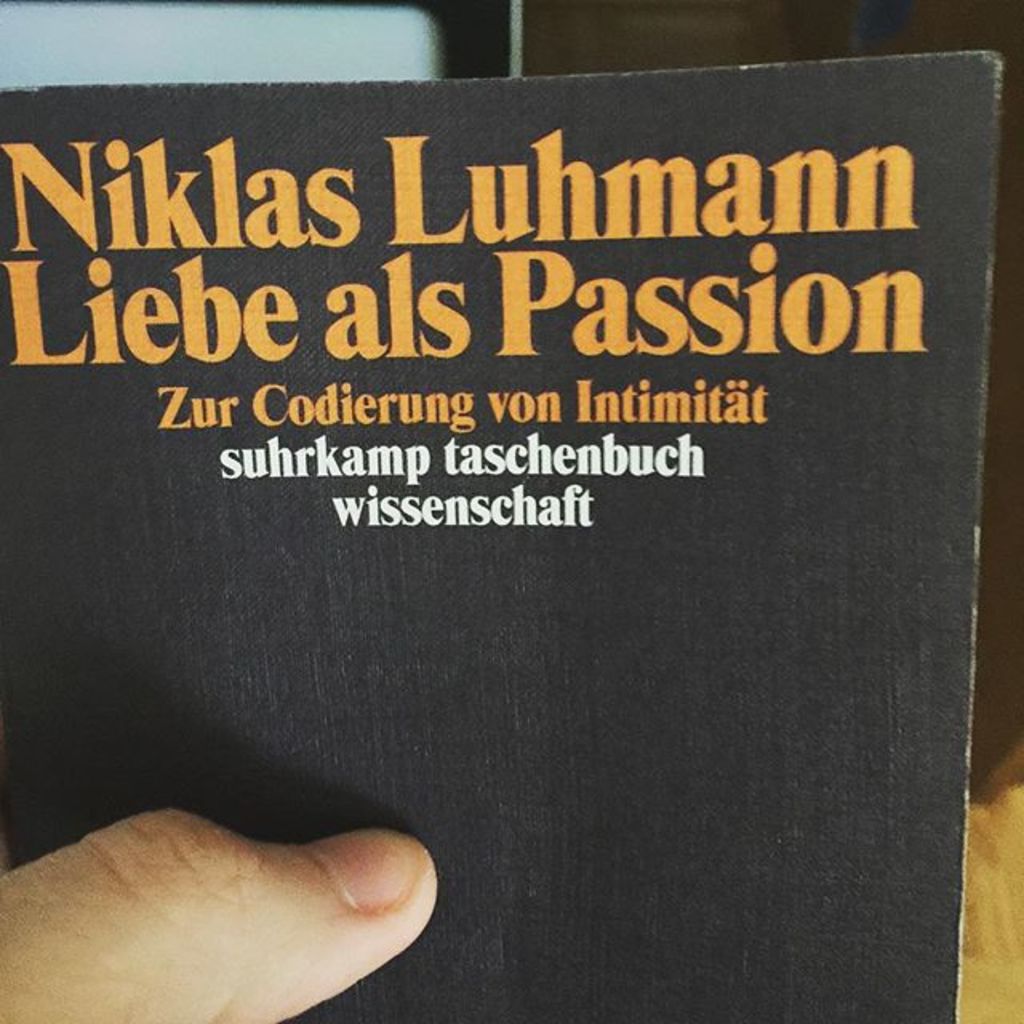 Niklas Luhmann
Liebe als Passion
Zur Codierung von Intimität
suhrkamp taschenbuch
wissenschaft